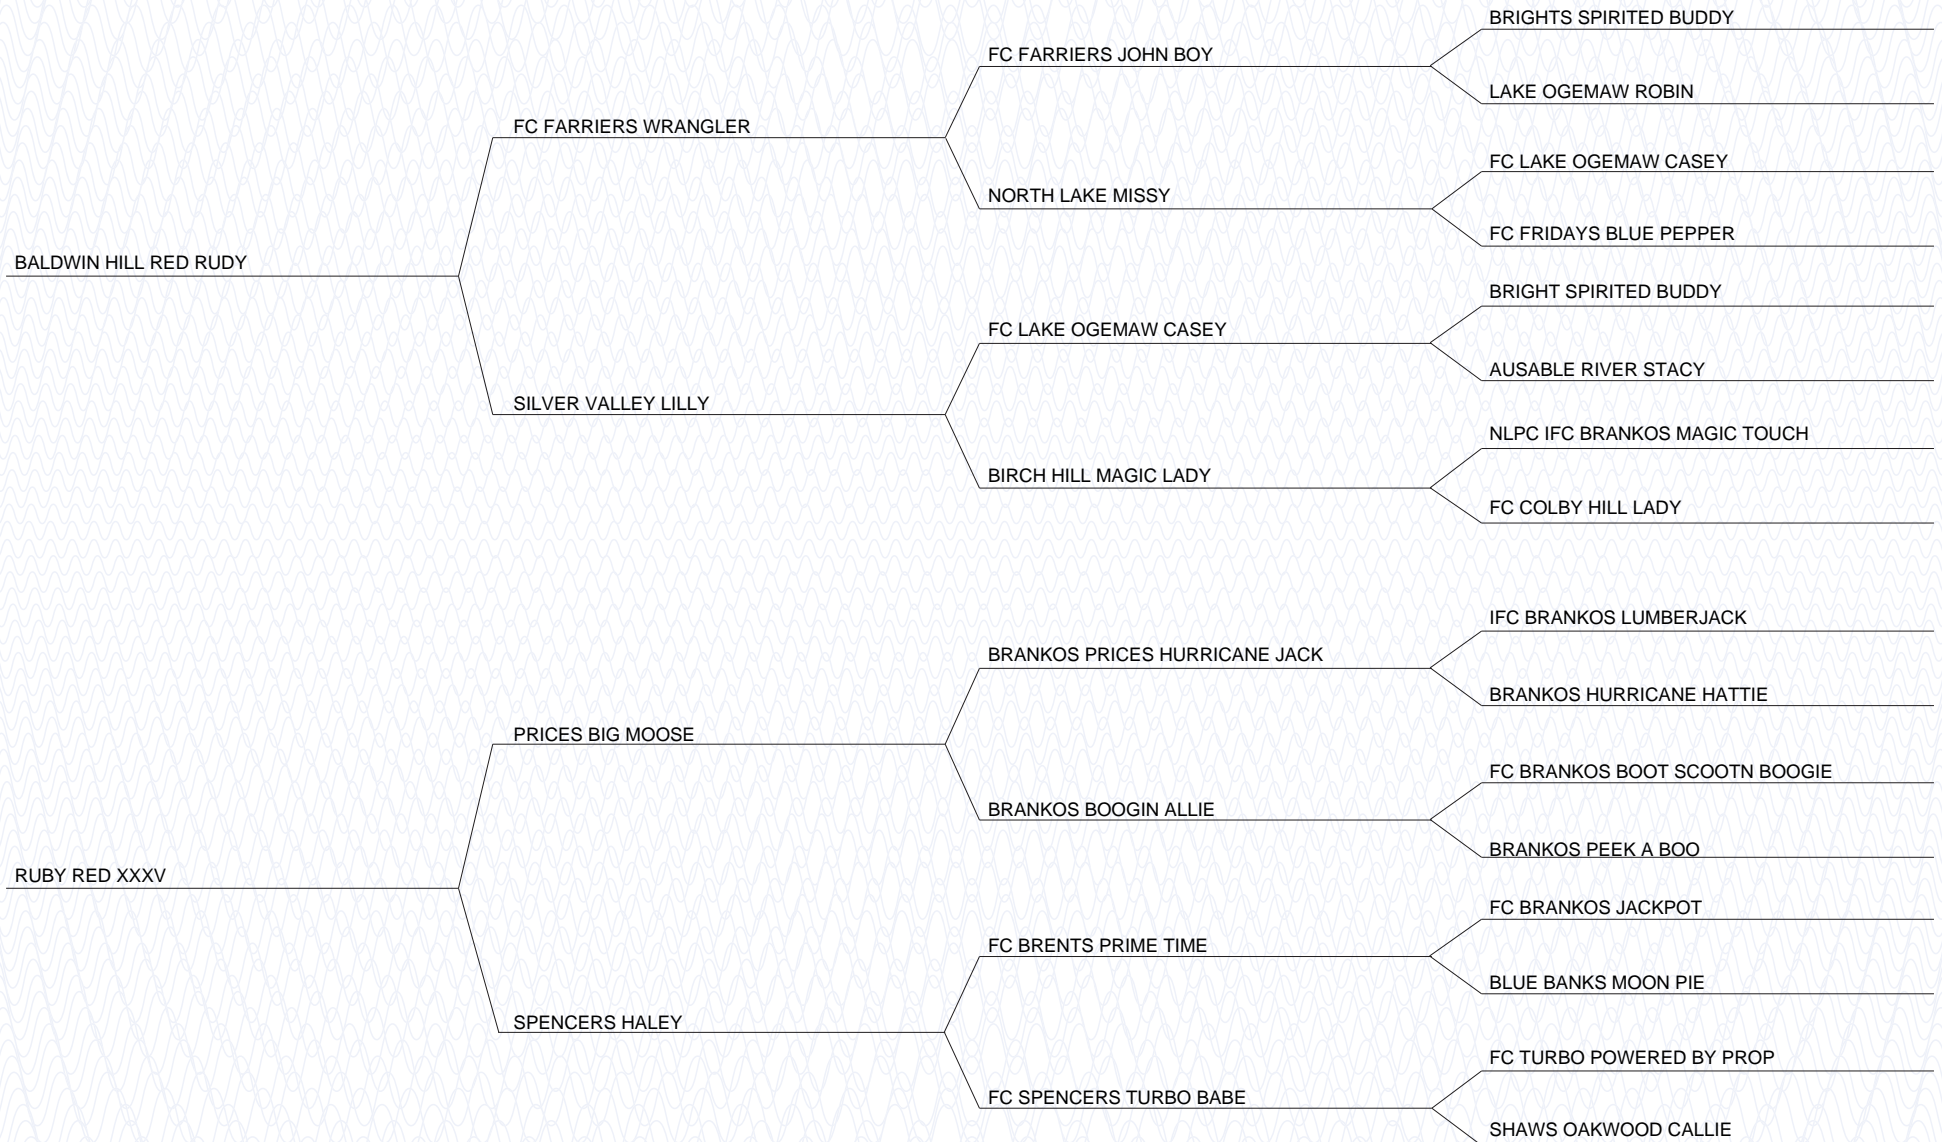 BRIGHTS SPIRITED BUDDY
FC FARRIERS JOHN BOY
LAKE OGEMAW ROBIN
FC FARRIERS WRANGLER
FC LAKE OGEMAW CASEY
NORTH LAKE MISSY
FC FRIDAYS BLUE PEPPER
BALDWIN HILL RED RUDY
BRIGHT SPIRITED BUDDY
FC LAKE OGEMAW CASEY
AUSABLE RIVER STACY
SILVER VALLEY LILLY
NLPC IFC BRANKOS MAGIC TOUCH
BIRCH HILL MAGIC LADY
FC COLBY HILL LADY
IFC BRANKOS LUMBERJACK
BRANKOS PRICES HURRICANE JACK
BRANKOS HURRICANE HATTIE
PRICES BIG MOOSE
FC BRANKOS BOOT SCOOTN BOOGIE
BRANKOS BOOGIN ALLIE
BRANKOS PEEK A BOO
RUBY RED XXXV
FC BRANKOS JACKPOT
FC BRENTS PRIME TIME
BLUE BANKS MOON PIE
SPENCERS HALEY
FC TURBO POWERED BY PROP
FC SPENCERS TURBO BABE
SHAWS OAKWOOD CALLIE